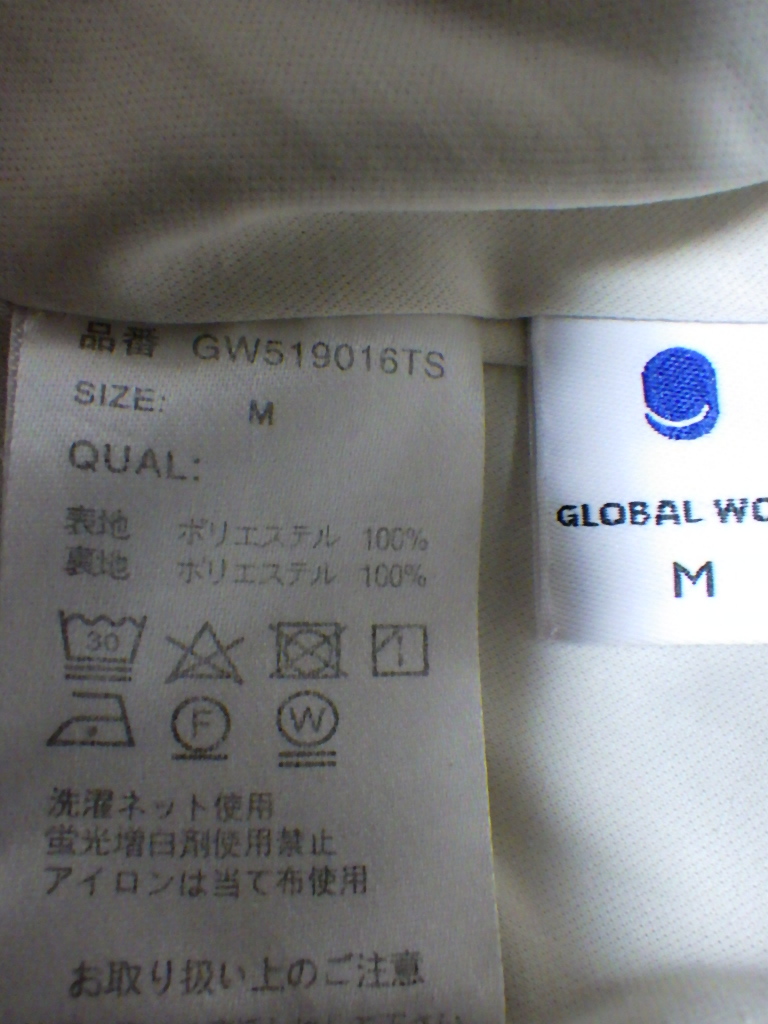 品番 GW519016TS
SIZE: M
QUAL:
表地 ポリエステル 100%
裏地 ポリエステル 100%
30
F W
洗濯ネット使用
蛍光増白剤使用禁止
アイロンは当て布使用
お取り扱い上のご注意
GLOBAL WO
M